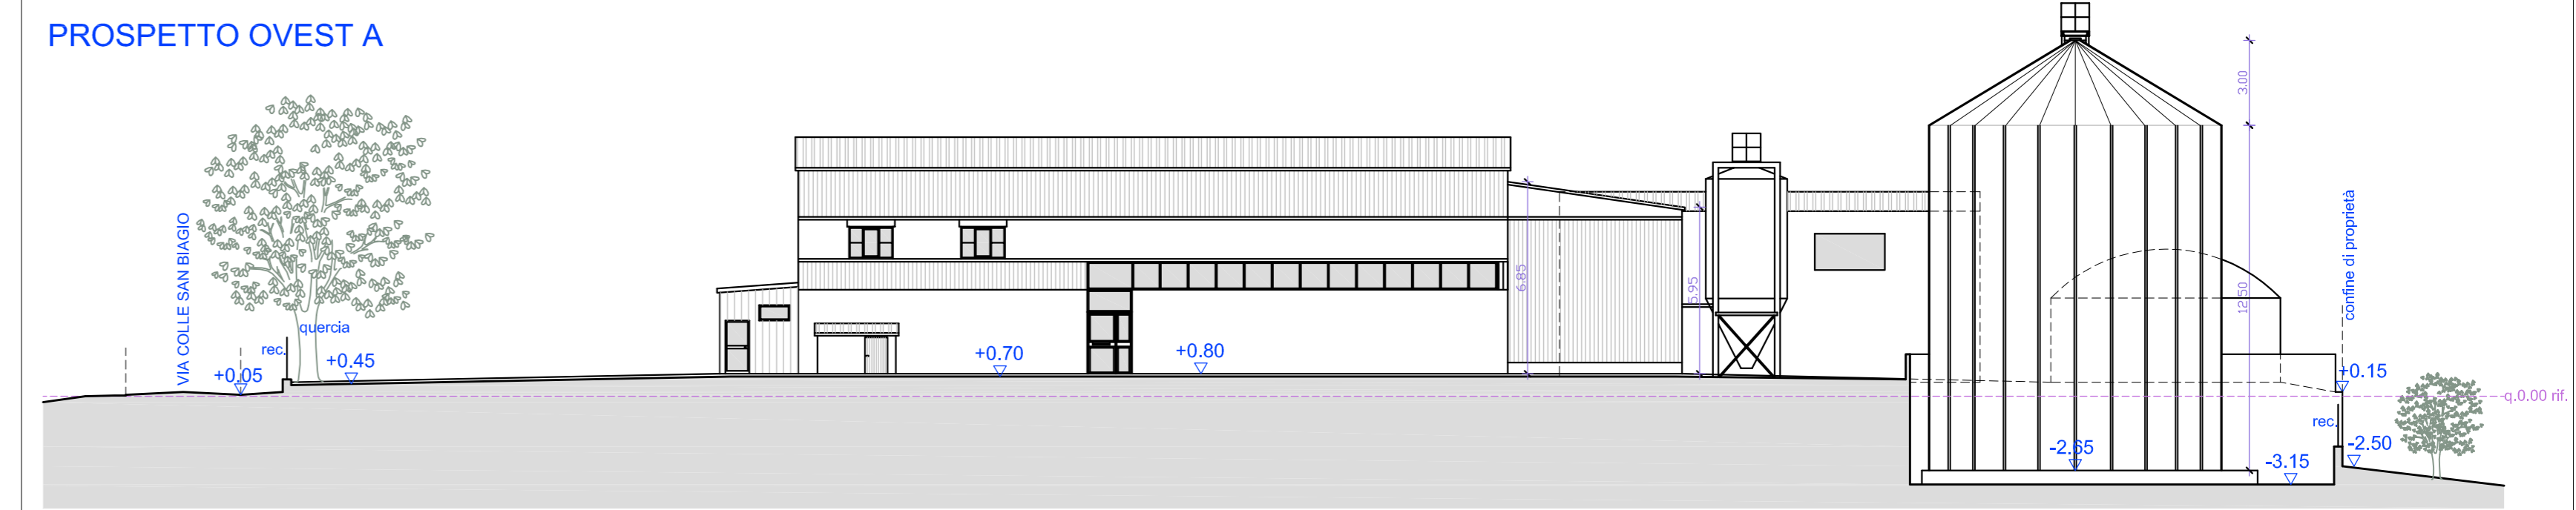 PROSPETTO OVEST A
VIA COLLE SAN BIAGIO
+0.05
rec.
quercia
+0.45
+0.70
+0.80
6.85
5.95
3.00
12.50
confine di proprietà
+0.15
q.0.00 rif.
rec.
-2.50
-2.65
-3.15